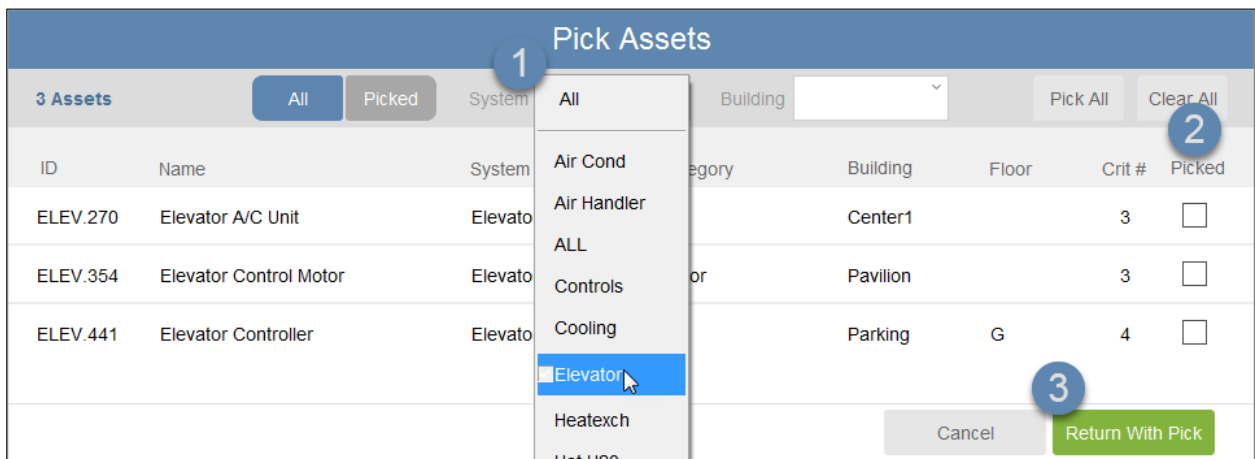 Pick Assets
1
3 Assets All Picked System All Building Pick All Clear All
2
ID Name System egory Building Floor Crit # Picked
Air Cond
Air Handler
ELEV.270 Elevator A/C Unit Elevato Center1 3
ALL
ELEV.354 Elevator Control Motor Elevato or Pavilion 3
Controls
Cooling
ELEV.441 Elevator Controller Elevato Parking G 4
Elevator
3
Heatexch
Cancel Return With Pick